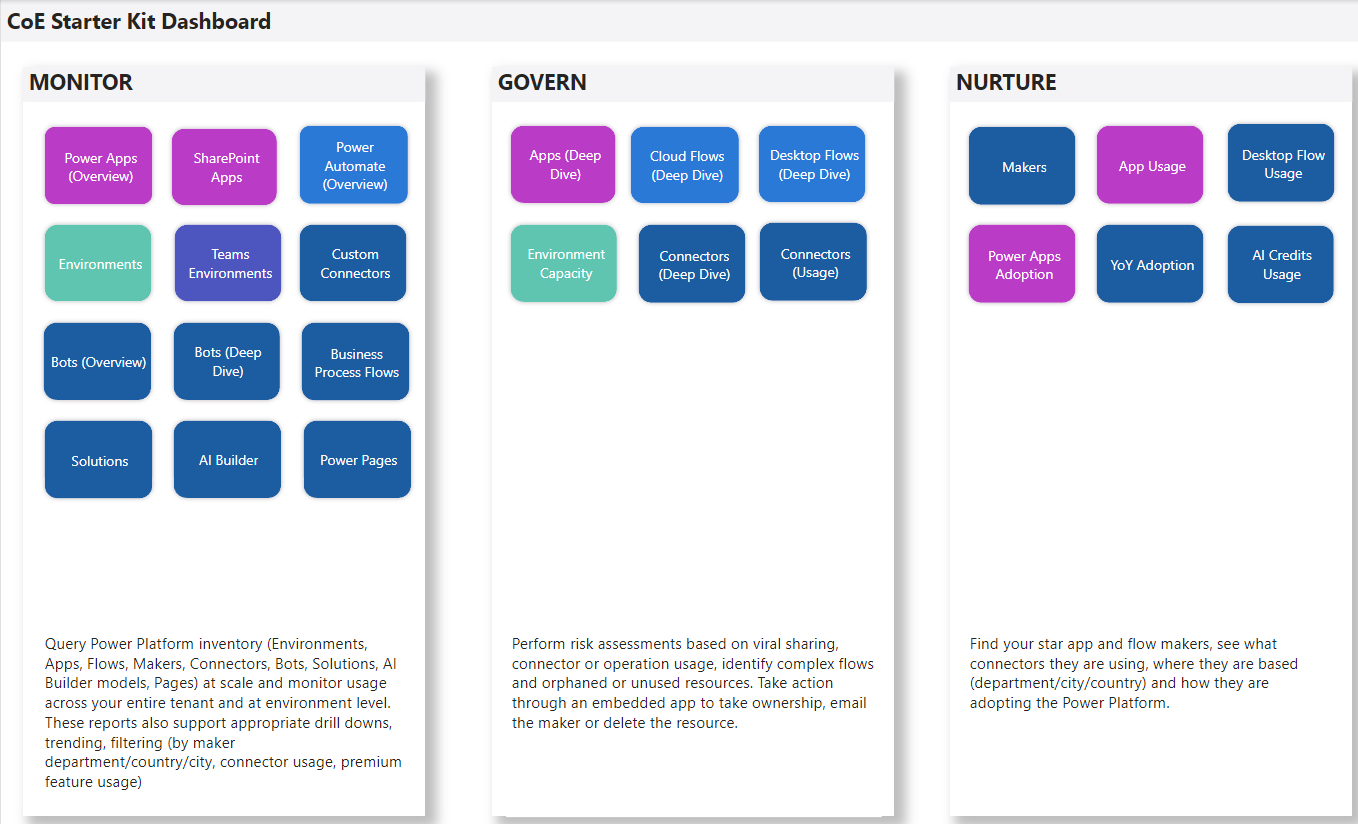 CoE Starter Kit Dashboard
MONITOR
Power Apps
(Overview)
SharePoint
Apps
Power
Automate
(Overview)
Environments
Teams
Environments
Custom
Connectors
Bots (Overview)
Bots (Deep
Dive)
Business
Process Flows
Solutions
AI Builder
Power Pages
Query Power Platform inventory (Environments,
Apps, Flows, Makers, Connectors, Bots, Solutions, AI
Builder models, Pages) at scale and monitor usage
across your entire tenant and at environment level.
These reports also support appropriate drill downs,
trending, filtering (by maker
department/country/city, connector usage, premium
feature usage)
GOVERN
Apps (Deep
Dive)
Cloud Flows
(Deep Dive)
Desktop Flows
(Deep Dive)
Environment
Capacity
Connectors
(Deep Dive)
Connectors
(Usage)
Perform risk assessments based on viral sharing,
connector or operation usage, identify complex flows
and orphaned or unused resources. Take action
through an embedded app to take ownership, email
the maker or delete the resource.
NURTURE
Makers
App Usage
Desktop Flow
Usage
Power Apps
Adoption
YoY Adoption
AI Credits
Usage
Find your star app and flow makers, see what
connectors they are using, where they are based
(department/city/country) and how they are
adopting the Power Platform.